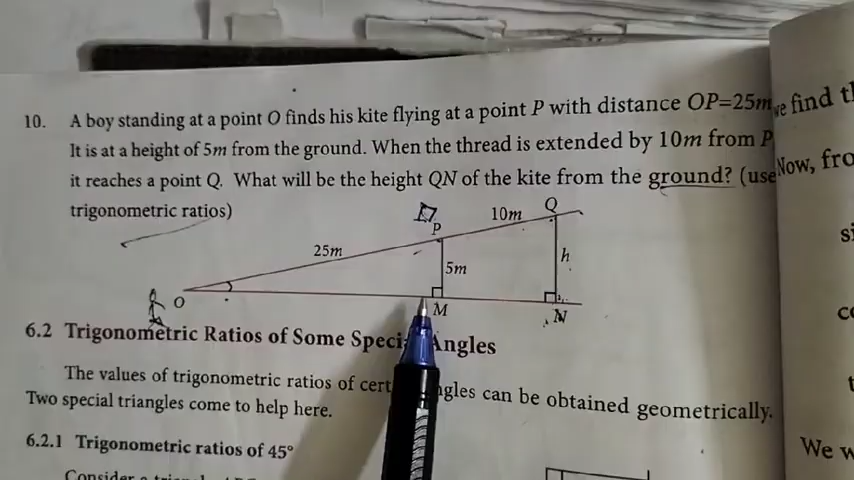 10. A boy standing at a point O finds his kite flying at a point P with distance OP=25m
It is at a height of 5m from the ground. When the thread is extended by 10m from P
it reaches a point Q. What will be the height QN of the kite from the ground? (use
trigonometric ratios)
Q
10m
P
25m
h
5m
O
M
N
6.2 Trigonometric Ratios of Some Angles
The values of trigonometric ratios of can be obtained geometrically.
Two special triangles come to help here.
6.2.1 Trigonometric ratios of 45°
Consider a
we find
Now,
We